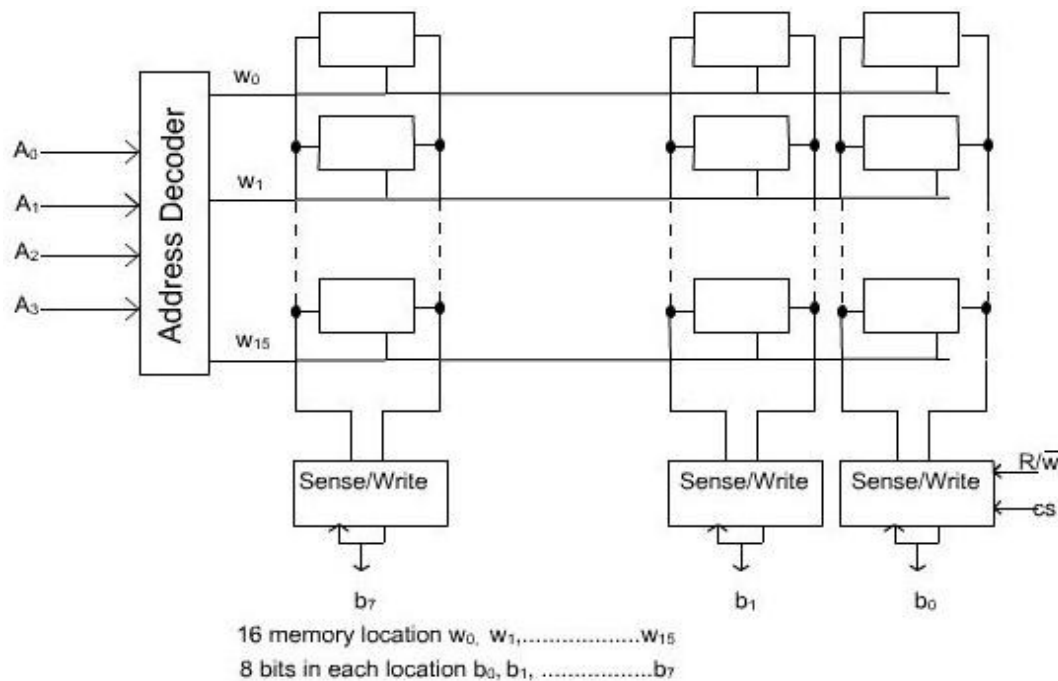 w₀
A₀
A₁
A₂
A₃
Address Decoder
w₁
w₁₅
Sense/Write
Sense/Write
Sense/Write
R/w̅
cs
b₇
b₁
b₀
16 memory location w₀, w₁,...................w₁₅
8 bits in each location b₀, b₁, ..................b₇